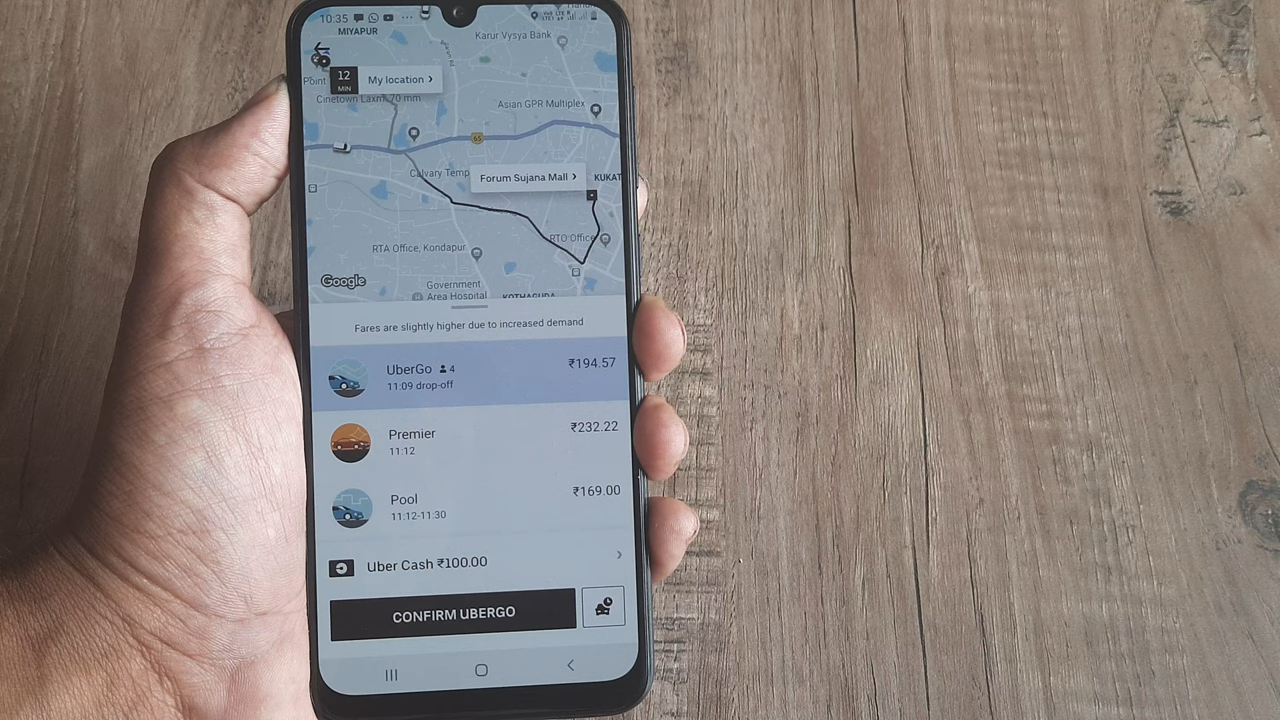 10:35
MIYAPUR
Karur Vysya Bank
Point
12
MIN
My location
Cinetown Laxmi 70 mm
Asian GPR Multiplex
65
Calvary Temp
Forum Sujana Mall
KUKAT
RTO Office
RTA Office, Kondapur
Google
Government
Area Hospital
KOTHAGUDA
Fares are slightly higher due to increased demand
UberGo 4
₹194.57
11:09 drop-off
Premier
₹232.22
11:12
Pool
₹169.00
11:12-11:30
Uber Cash ₹100.00
CONFIRM UBERGO